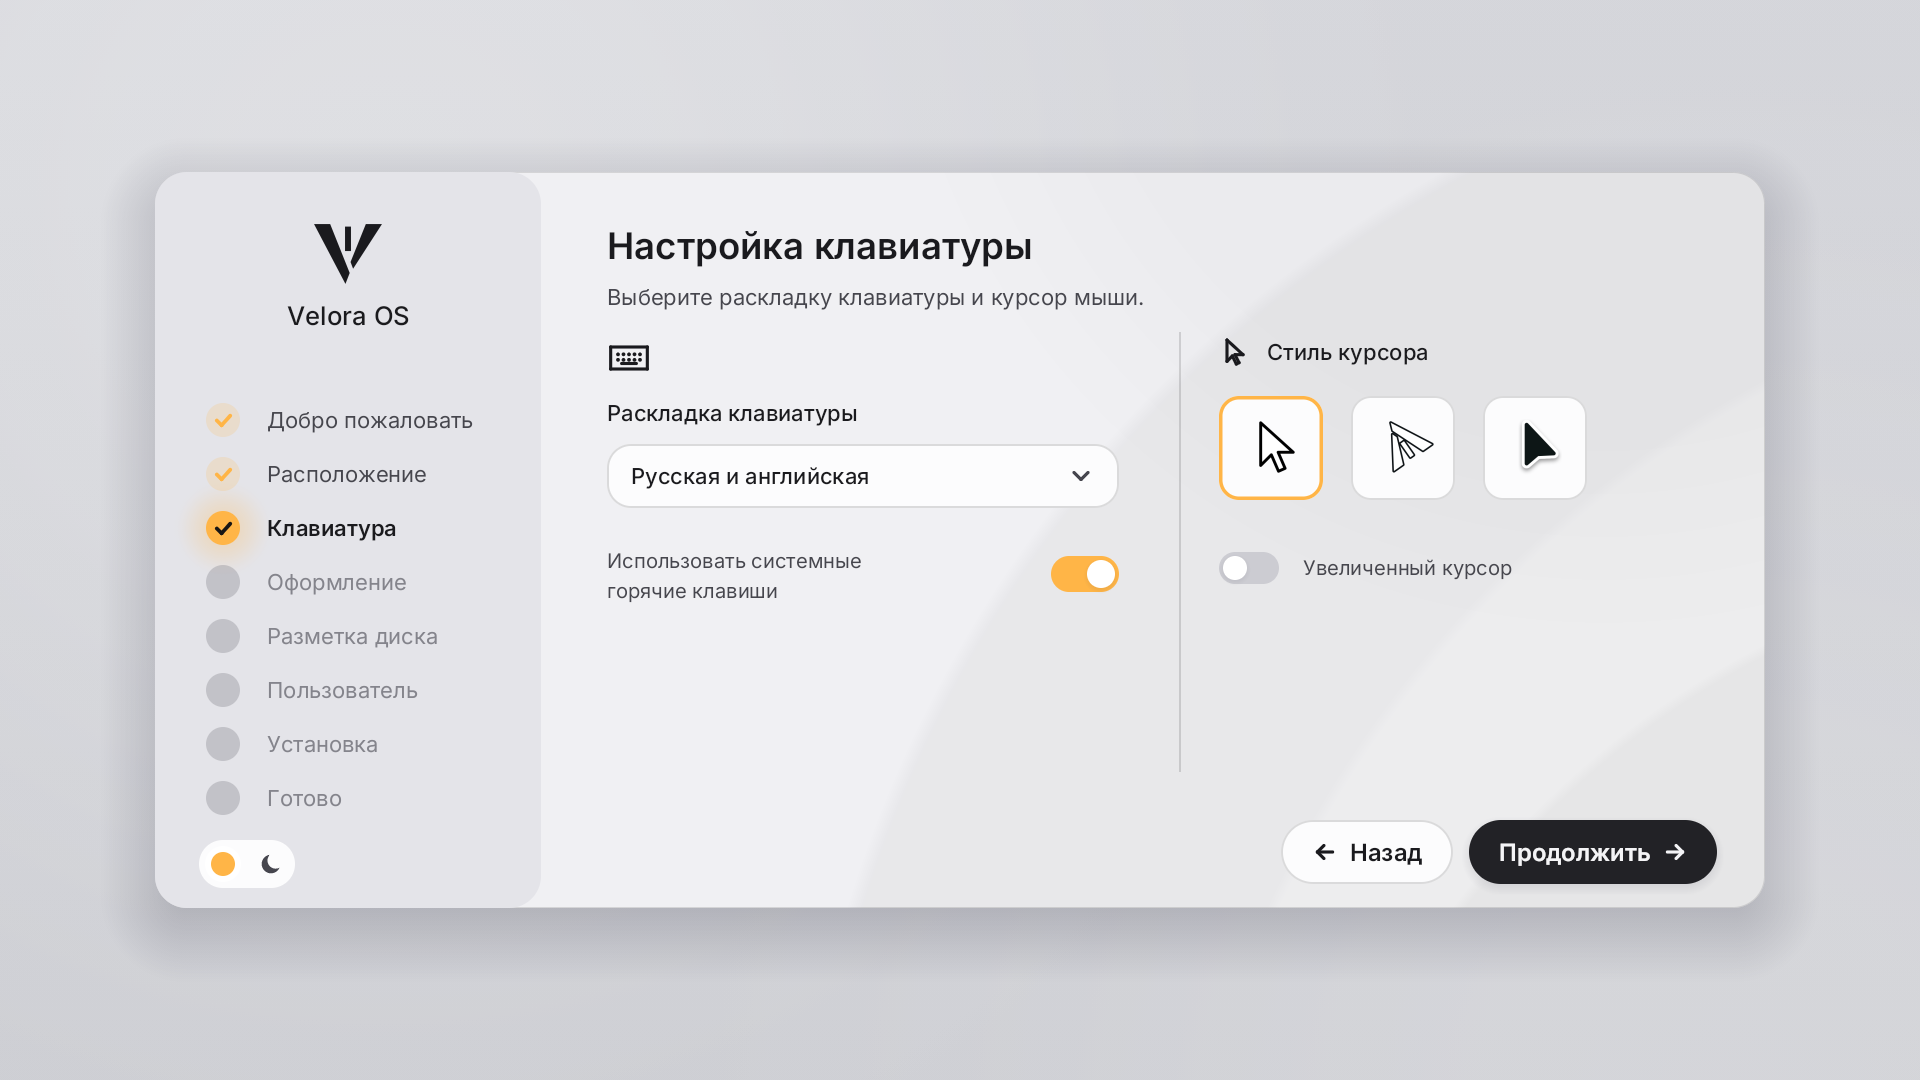 Velora OS
Добро пожаловать
Расположение
Клавиатура
Оформление
Разметка диска
Пользователь
Установка
Готово
Настройка клавиатуры
Выберите раскладку клавиатуры и курсор мыши.
Раскладка клавиатуры
Русская и английская
Использовать системные
горячие клавиши
Стиль курсора
Увеличенный курсор
Назад
Продолжить